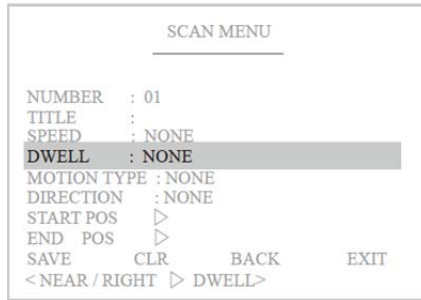 SCAN MENU
NUMBER : 01
TITLE :
SPEED : NONE
DWELL : NONE
MOTION TYPE : NONE
DIRECTION : NONE
START POS ▷
END POS ▷
SAVE CLR BACK EXIT
< NEAR / RIGHT ▷ DWELL>